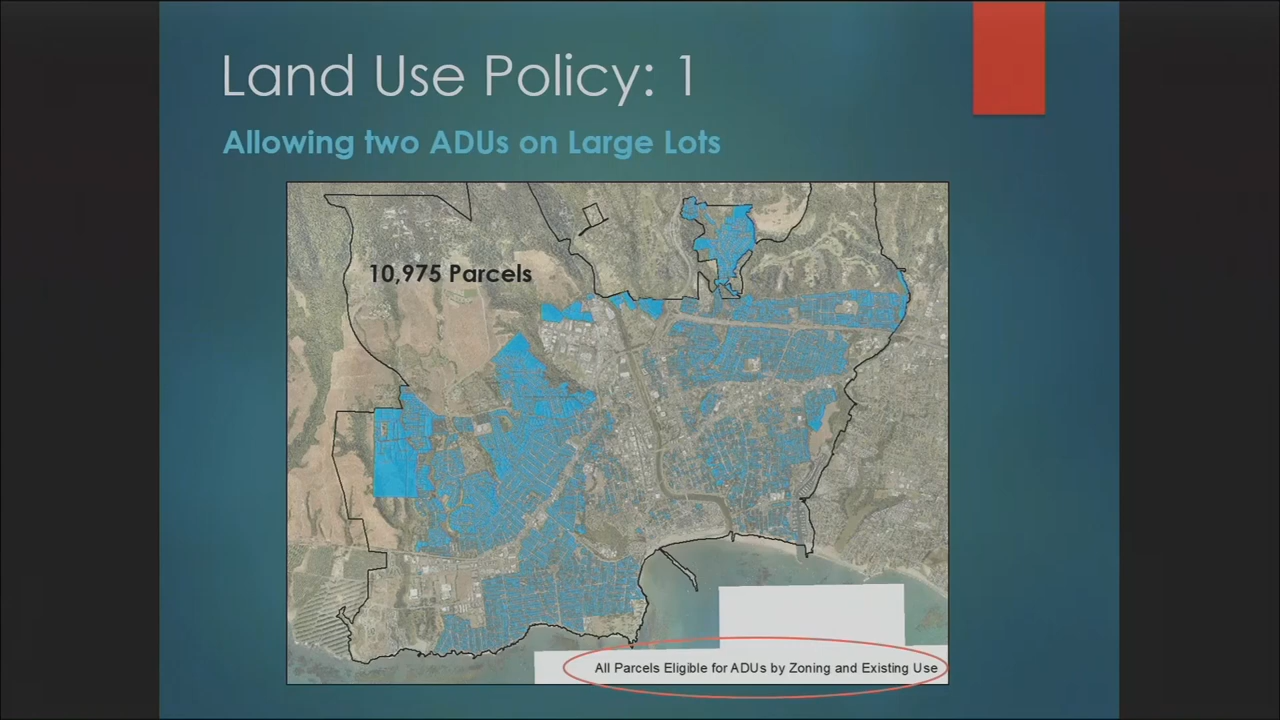 Land Use Policy: 1
Allowing two ADUs on Large Lots
10,975 Parcels
All Parcels Eligible for ADUs by Zoning and Existing Use